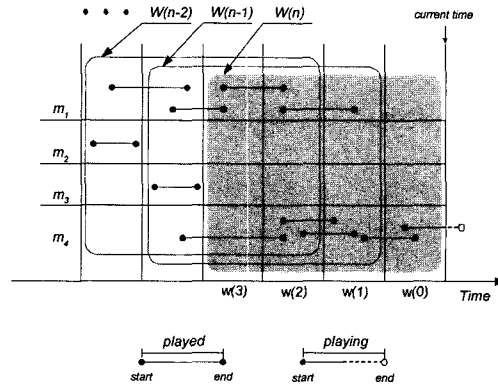 W(n-2) W(n-1) W(n) current time
m1
m2
m3
m4
w(3) w(2) w(1) w(0) Time
played playing
start end start end